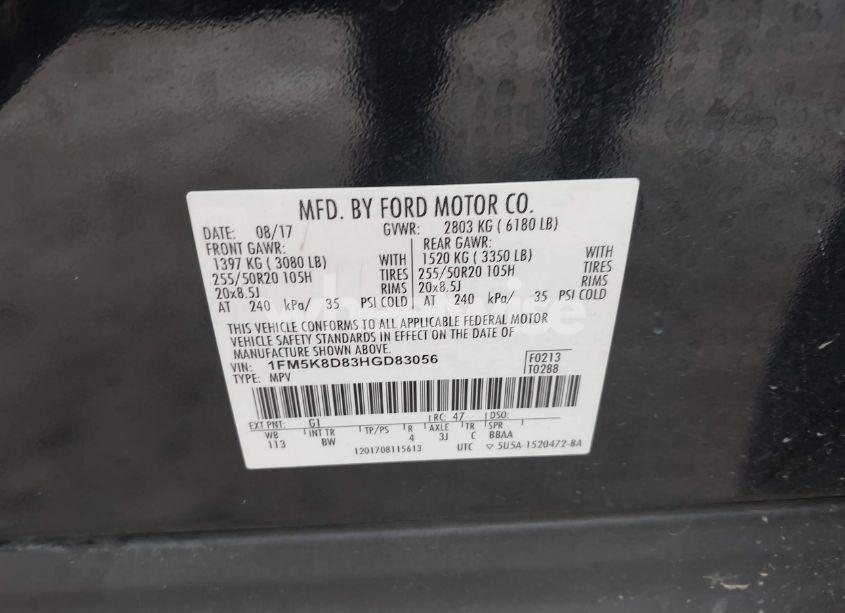 MFD. BY FORD MOTOR CO.
DATE: 08/17 GVWR: 2803 KG ( 6180 LB)
FRONT GAWR: REAR GAWR:
1397 KG ( 3080 LB) WITH 1520 KG ( 3350 LB) WITH
255/50R20 105H TIRES 255/50R20 105H TIRES
20x8.5J RIMS 20x8.5J RIMS
AT 240 kPa/ 35 PSI COLD AT 240 kPa/ 35 PSI COLD
THIS VEHICLE CONFORMS TO ALL APPLICABLE FEDERAL MOTOR
VEHICLE SAFETY STANDARDS IN EFFECT ON THE DATE OF
MANUFACTURE SHOWN ABOVE.
VIN: 1FM5K8D83HGD83056 F0213
TYPE: MPV T0288
EXT PNT: G1 RC: 47 DSO:
WB INT TR TP/PS R AXLE TR SPR
113 BW 4 3J C BBAA
1201708115613 UTC ▽ 5U5A-1520472-BA